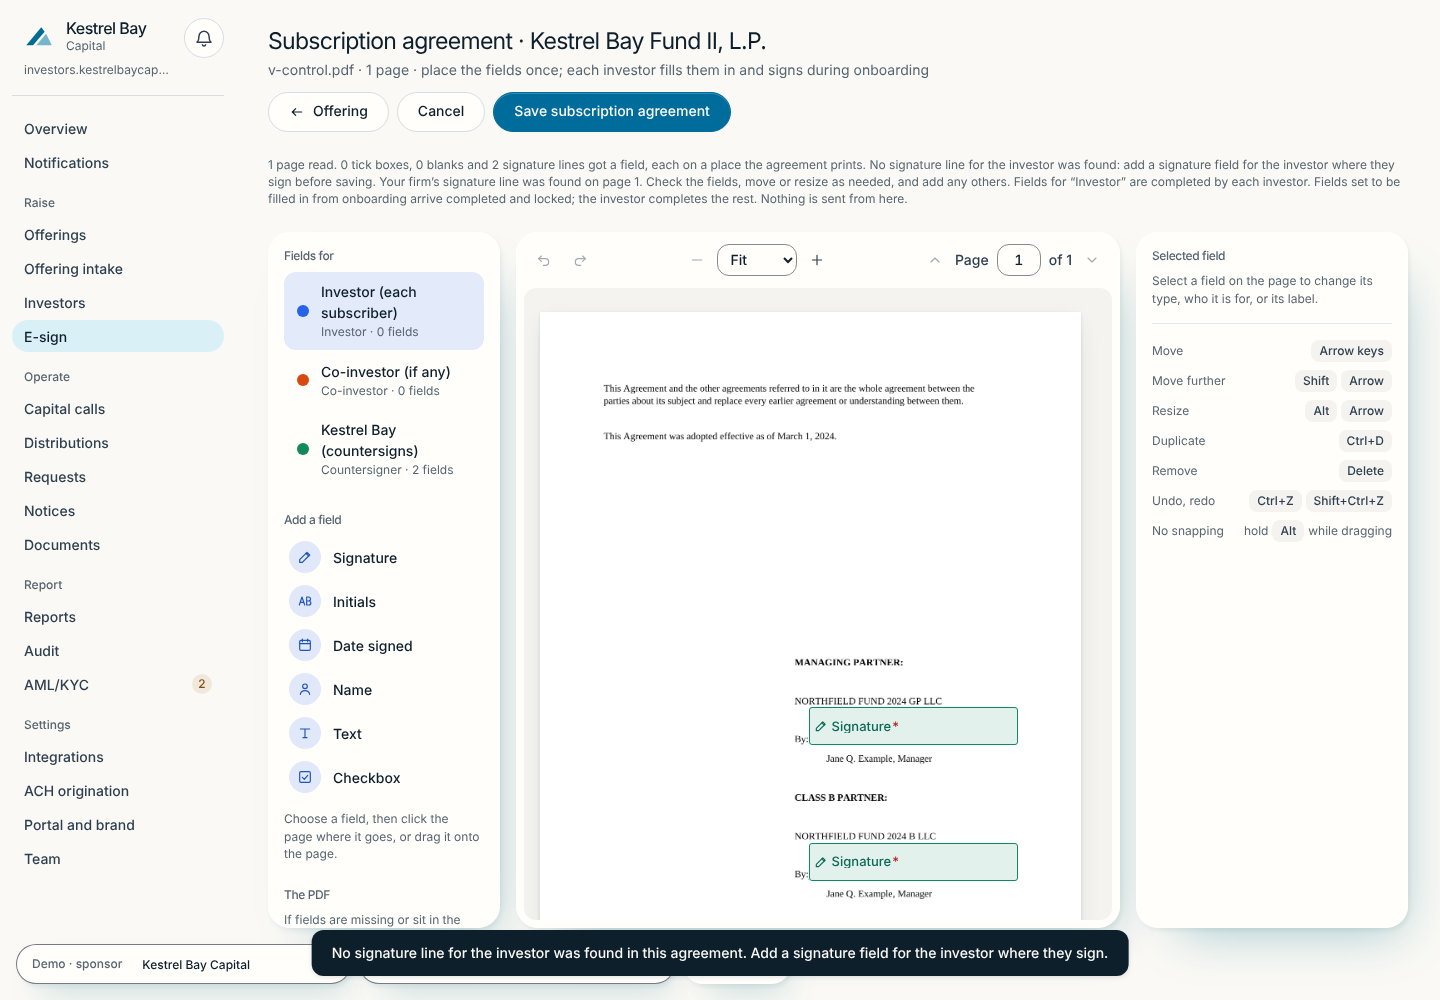 Kestrel Bay
Capital
investors.kestrelbaycap...
Overview
Notifications
Raise
Offerings
Offering intake
Investors
E-sign
Operate
Capital calls
Distributions
Requests
Notices
Documents
Report
Reports
Audit
AML/KYC 2
Settings
Integrations
ACH origination
Portal and brand
Team
Demo · sponsor Kestrel Bay Capital
Subscription agreement · Kestrel Bay Fund II, L.P.
v-control.pdf · 1 page · place the fields once; each investor fills them in and signs during onboarding
← Offering
Cancel
Save subscription agreement
1 page read. 0 tick boxes, 0 blanks and 2 signature lines got a field, each on a place the agreement prints. No signature line for the investor was found: add a signature field for the investor where they
sign before saving. Your firm’s signature line was found on page 1. Check the fields, move or resize as needed, and add any others. Fields for “Investor” are completed by each investor. Fields set to be
filled in from onboarding arrive completed and locked; the investor completes the rest. Nothing is sent from here.
Fields for
Investor (each
subscriber)
Investor · 0 fields
Co-investor (if any)
Co-investor · 0 fields
Kestrel Bay
(countersigns)
Countersigner · 2 fields
Add a field
Signature
AB Initials
Date signed
Name
Text
Checkbox
Choose a field, then click the
page where it goes, or drag it onto
the page.
The PDF
If fields are missing or sit in the
− Fit +
Page 1 of 1
This Agreement and the other agreements referred to in it are the whole agreement between the
parties about its subject and replace every earlier agreement or understanding between them.
This Agreement was adopted effective as of March 1, 2024.
MANAGING PARTNER:
NORTHFIELD FUND 2024 GP LLC
Signature*
By:
Jane Q. Example, Manager
CLASS B PARTNER:
NORTHFIELD FUND 2024 B LLC
Signature*
By:
Jane Q. Example, Manager
Selected field
Select a field on the page to change its
type, who it is for, or its label.
Move Arrow keys
Move further Shift Arrow
Resize Alt Arrow
Duplicate Ctrl+D
Remove Delete
Undo, redo Ctrl+Z Shift+Ctrl+Z
No snapping hold Alt while dragging
No signature line for the investor was found in this agreement. Add a signature field for the investor where they sign.